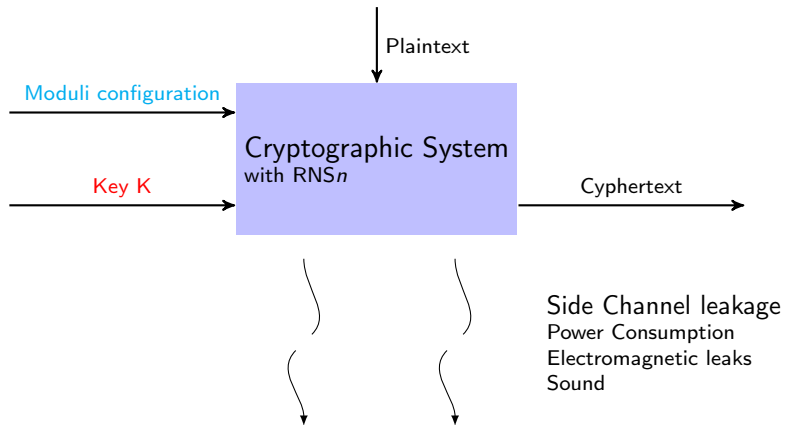 Plaintext
Moduli configuration
Cryptographic System
with RNSn
Key K
Cyphertext
Side Channel leakage
Power Consumption
Electromagnetic leaks
Sound